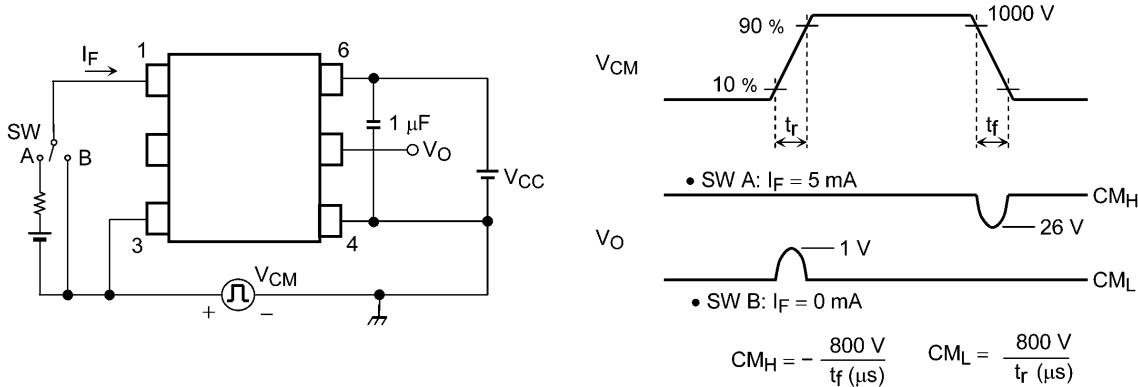 I_F
1
6
SW
A
B
1 μF
V_O
V_CC
3
4
V_CM
+
−
90 %
1000 V
V_CM
10 %
t_r
t_f
• SW A: I_F = 5 mA
CM_H
26 V
V_O
1 V
CM_L
• SW B: I_F = 0 mA
CM_H = − 800 V / t_f (μs)
CM_L = 800 V / t_r (μs)